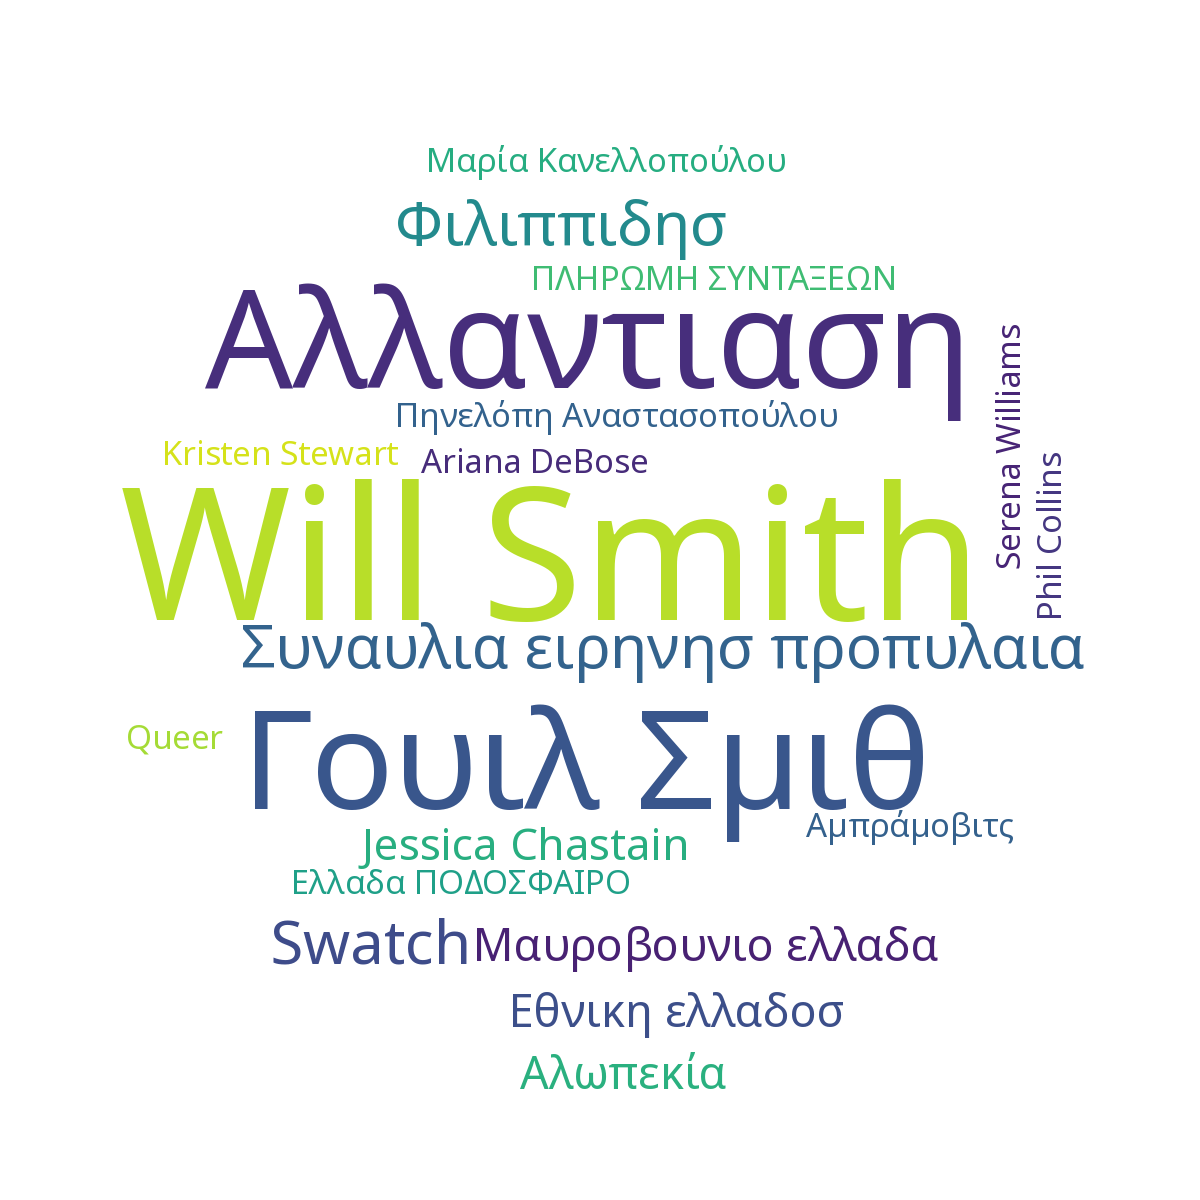 Μαρία Κανελλοπούλου
Φιλιππιδησ
ΠΛΗΡΩΜΗ ΣΥΝΤΑΞΕΩΝ
Αλλαντιαση
Πηνελόπη Αναστασοπούλου
Kristen Stewart
Ariana DeBose
Serena Williams
Phil Collins
Will Smith
Συναυλια ειρηνησ προπυλαια
Queer
Γουιλ Σμιθ
Αμπράμοβιτς
Jessica Chastain
Ελλαδα ΠΟΔΟΣΦΑΙΡΟ
Swatch
Μαυροβουνιο ελλαδα
Εθνικη ελλαδοσ
Αλωπεκία